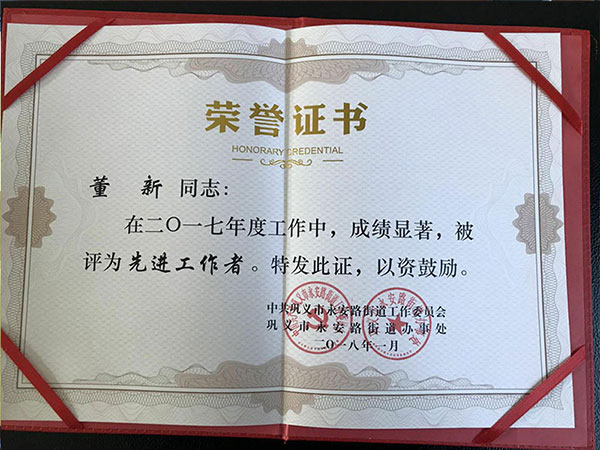 荣誉证书
HONORARY CREDENTIAL
董 新 同志：
在二〇一七年度工作中，成绩显著，被
评为先进工作者。特发此证，以资鼓励。
中共巩义市永安路街道工作委员会
巩义市永安路街道办事处
二〇一八年一月